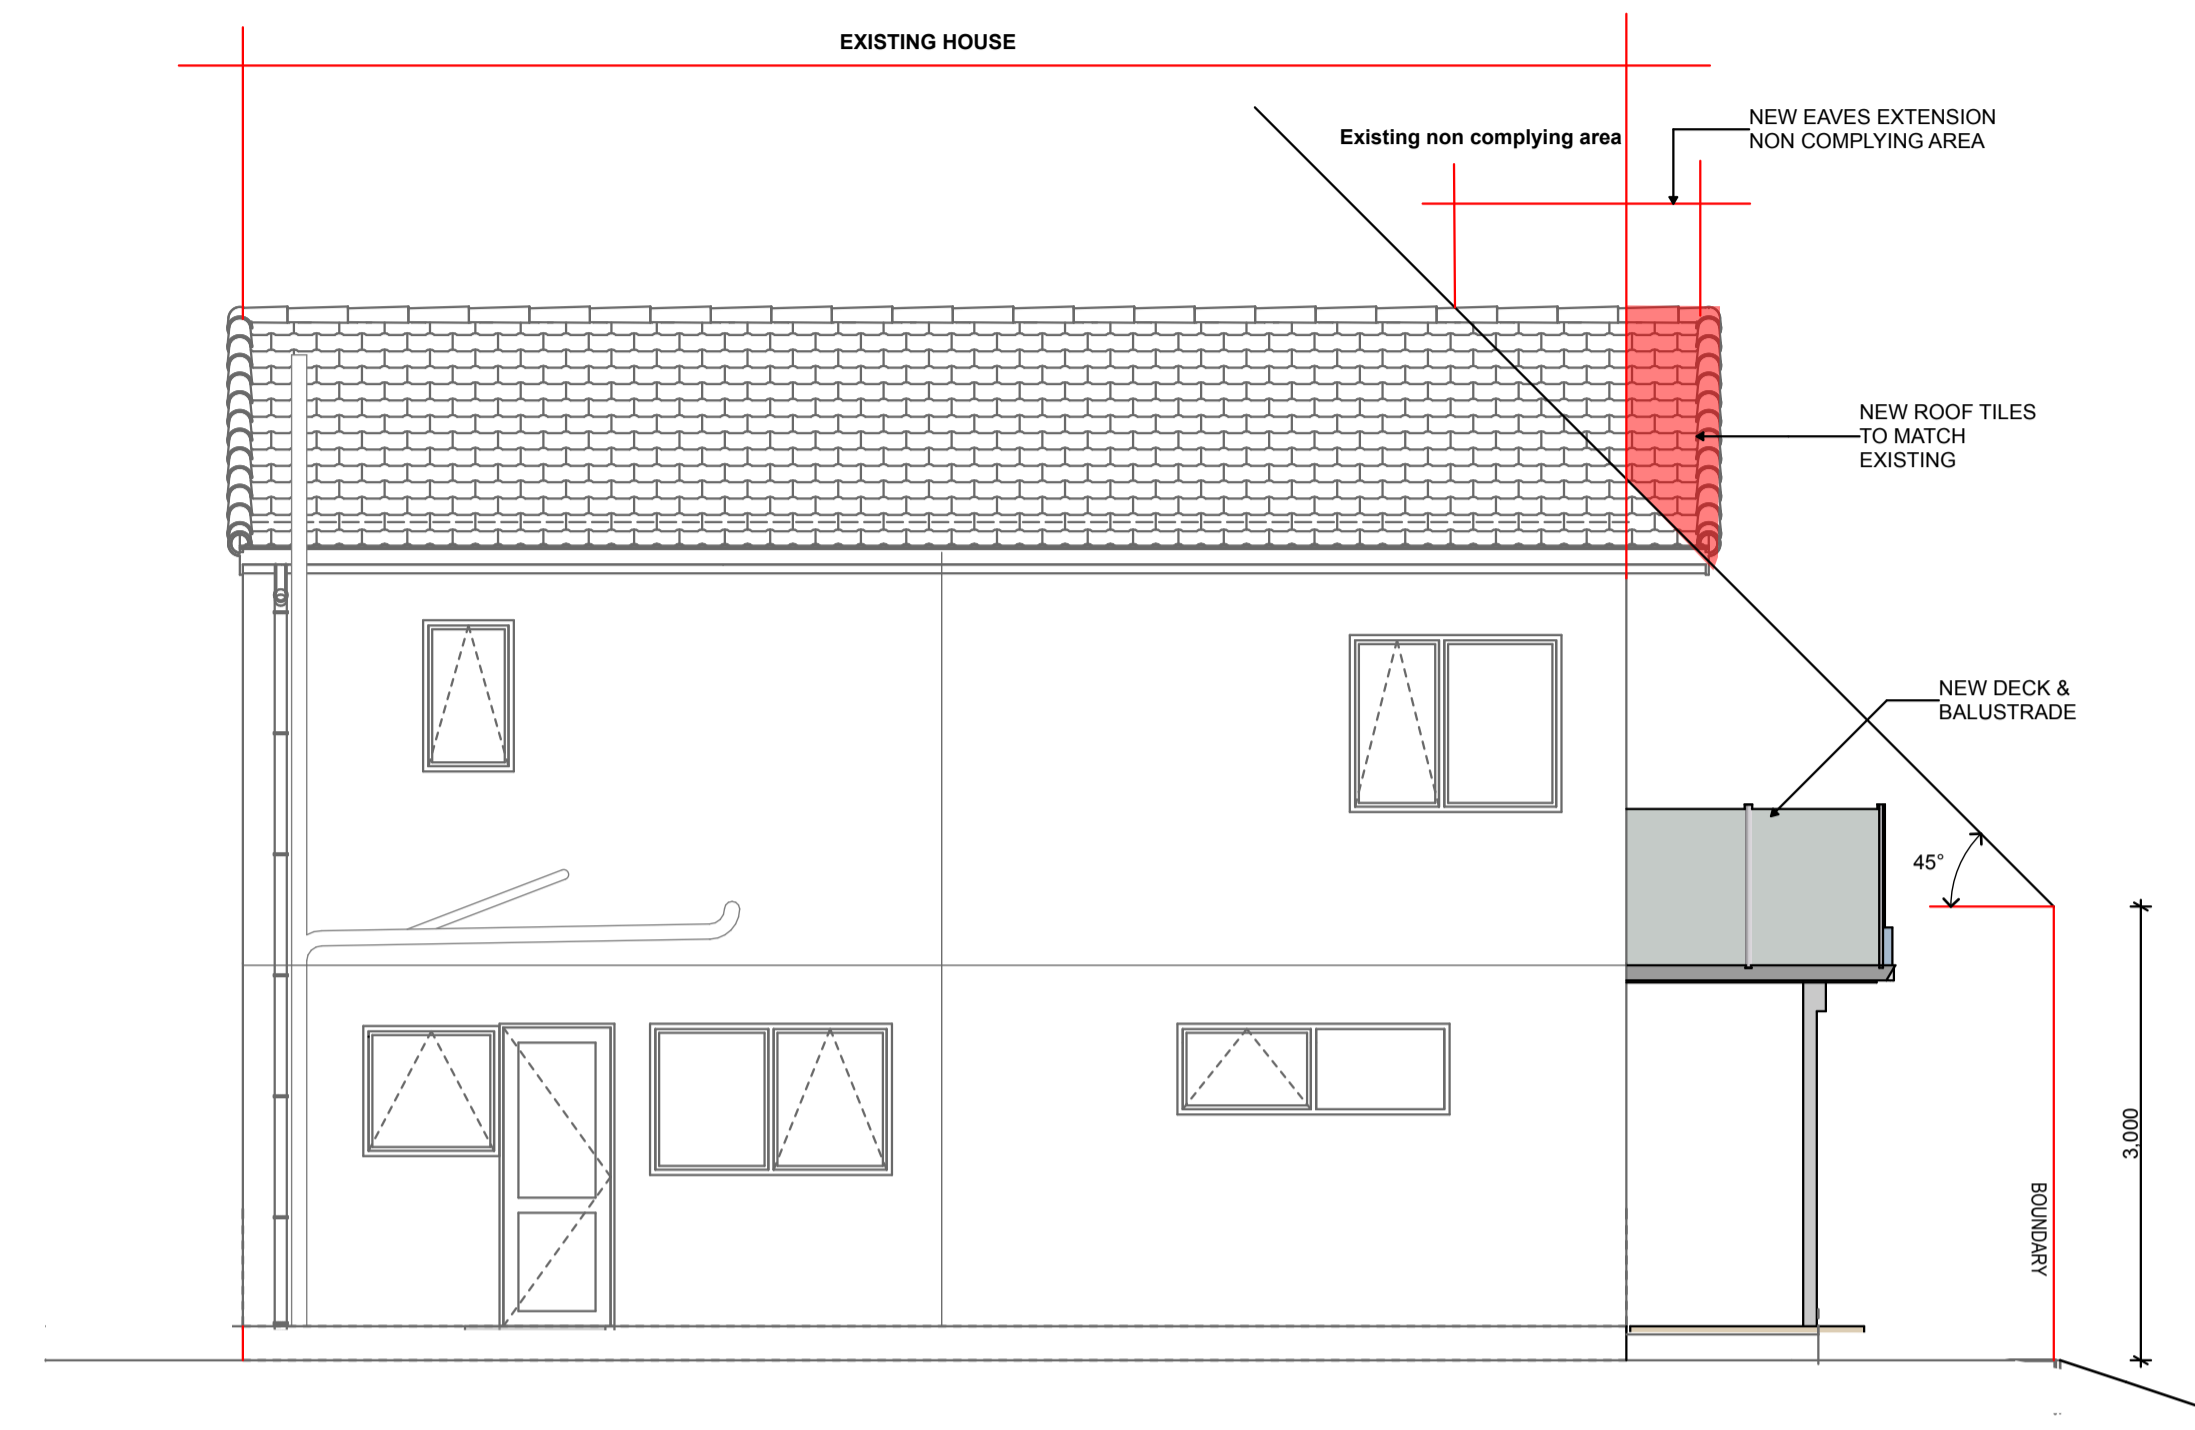 EXISTING HOUSE
NEW EAVES EXTENSION
NON COMPLYING AREA
Existing non complying area
NEW ROOF TILES
TO MATCH
EXISTING
NEW DECK &
BALUSTRADE
45°
3,000
BOUNDARY